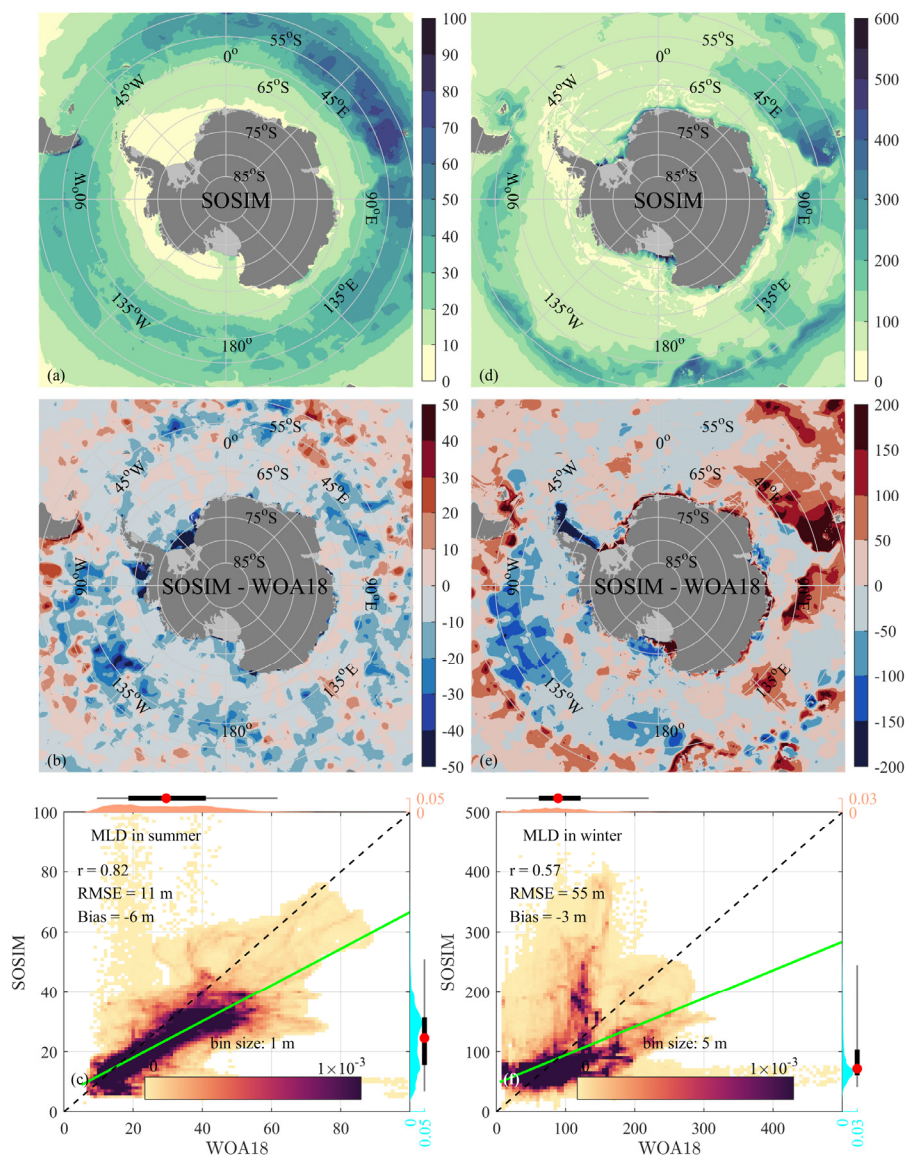 55°S
0°
65°S
45°W
45°E
75°S
85°S
90°W
SOSIM
90°E
135°W
135°E
180°
(a)
100
90
80
70
60
50
40
30
20
10
0
55°S
0°
65°S
45°W
45°E
75°S
85°S
90°W
SOSIM
90°E
135°W
135°E
180°
(d)
600
500
400
300
200
100
0
55°S
0°
65°S
45°W
45°E
75°S
85°S
90°W
SOSIM - WOA18
90°E
135°W
135°E
180°
(b)
50
40
30
20
10
0
-10
-20
-30
-40
-50
55°S
0°
65°S
45°W
45°E
75°S
85°S
90°W
SOSIM - WOA18
90°E
135°W
135°E
180°
(e)
200
150
100
50
0
-50
-100
-150
-200
0.05
0
MLD in summer
r = 0.82
RMSE = 11 m
Bias = -6 m
100
80
60
40
20
0
SOSIM
bin size: 1 m
0
1×10-3
(c)
0
20
40
60
80
0
0.05
WOA18
0.03
0
MLD in winter
r = 0.57
RMSE = 55 m
Bias = -3 m
500
400
300
200
100
0
SOSIM
bin size: 5 m
0
1×10-3
(f)
0
100
200
300
400
0
0.03
WOA18